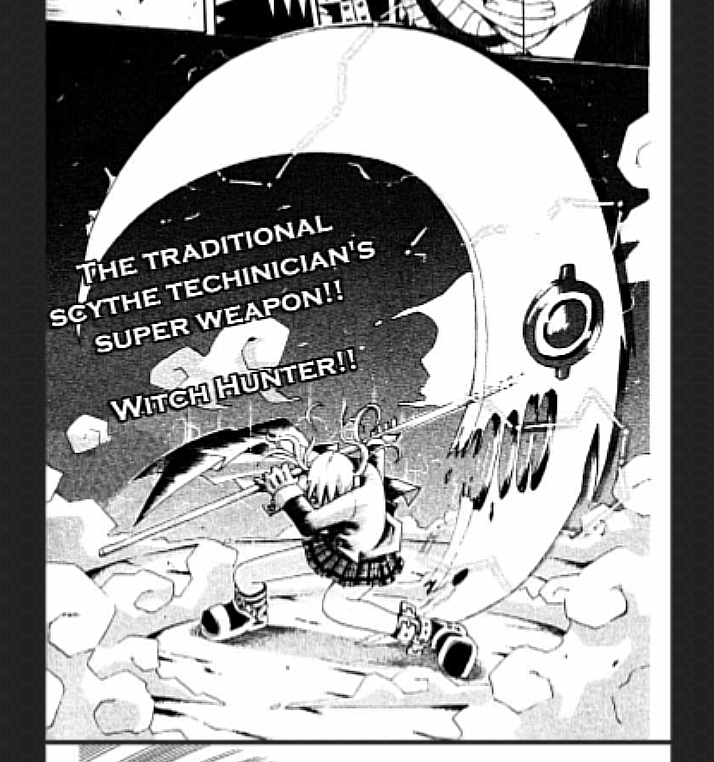 THE TRADITIONAL
SCYTHE TECHINICIAN'S
SUPER WEAPON!!
WITCH HUNTER!!